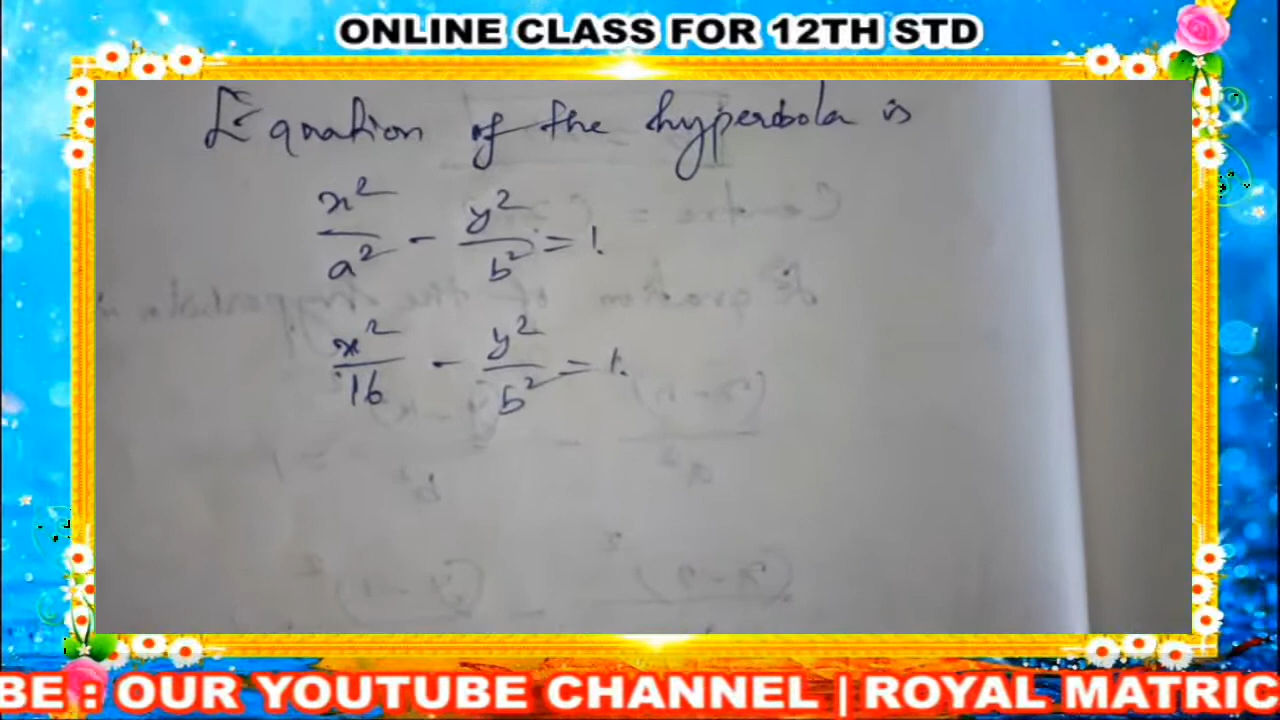 ONLINE CLASS FOR 12TH STD
Equation of the hyperbola is
x²/a² - y²/b² = 1.
x²/16 - y²/b² = 1.
BE : OUR YOUTUBE CHANNEL | ROYAL MATRIC